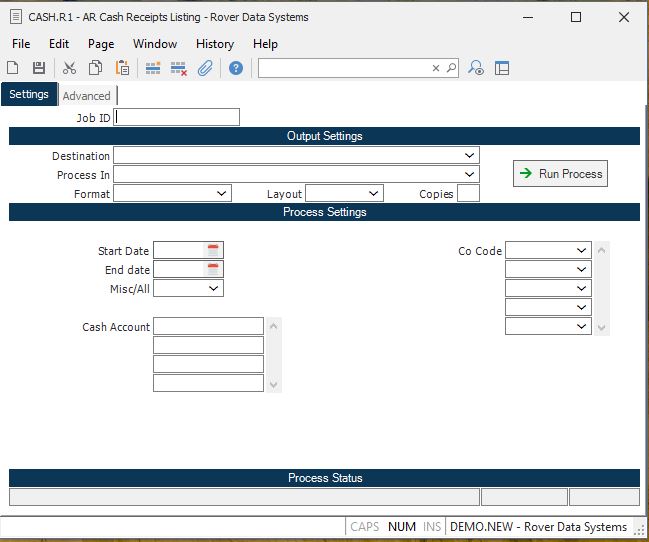 CASH.R1 - AR Cash Receipts Listing - Rover Data Systems
File Edit Page Window History Help
Settings Advanced
Job ID
Output Settings
Destination
Process In
Run Process
Format Layout Copies
Process Settings
Start Date Co Code
End date
Misc/All
Cash Account
Process Status
CAPS NUM INS DEMO.NEW - Rover Data Systems